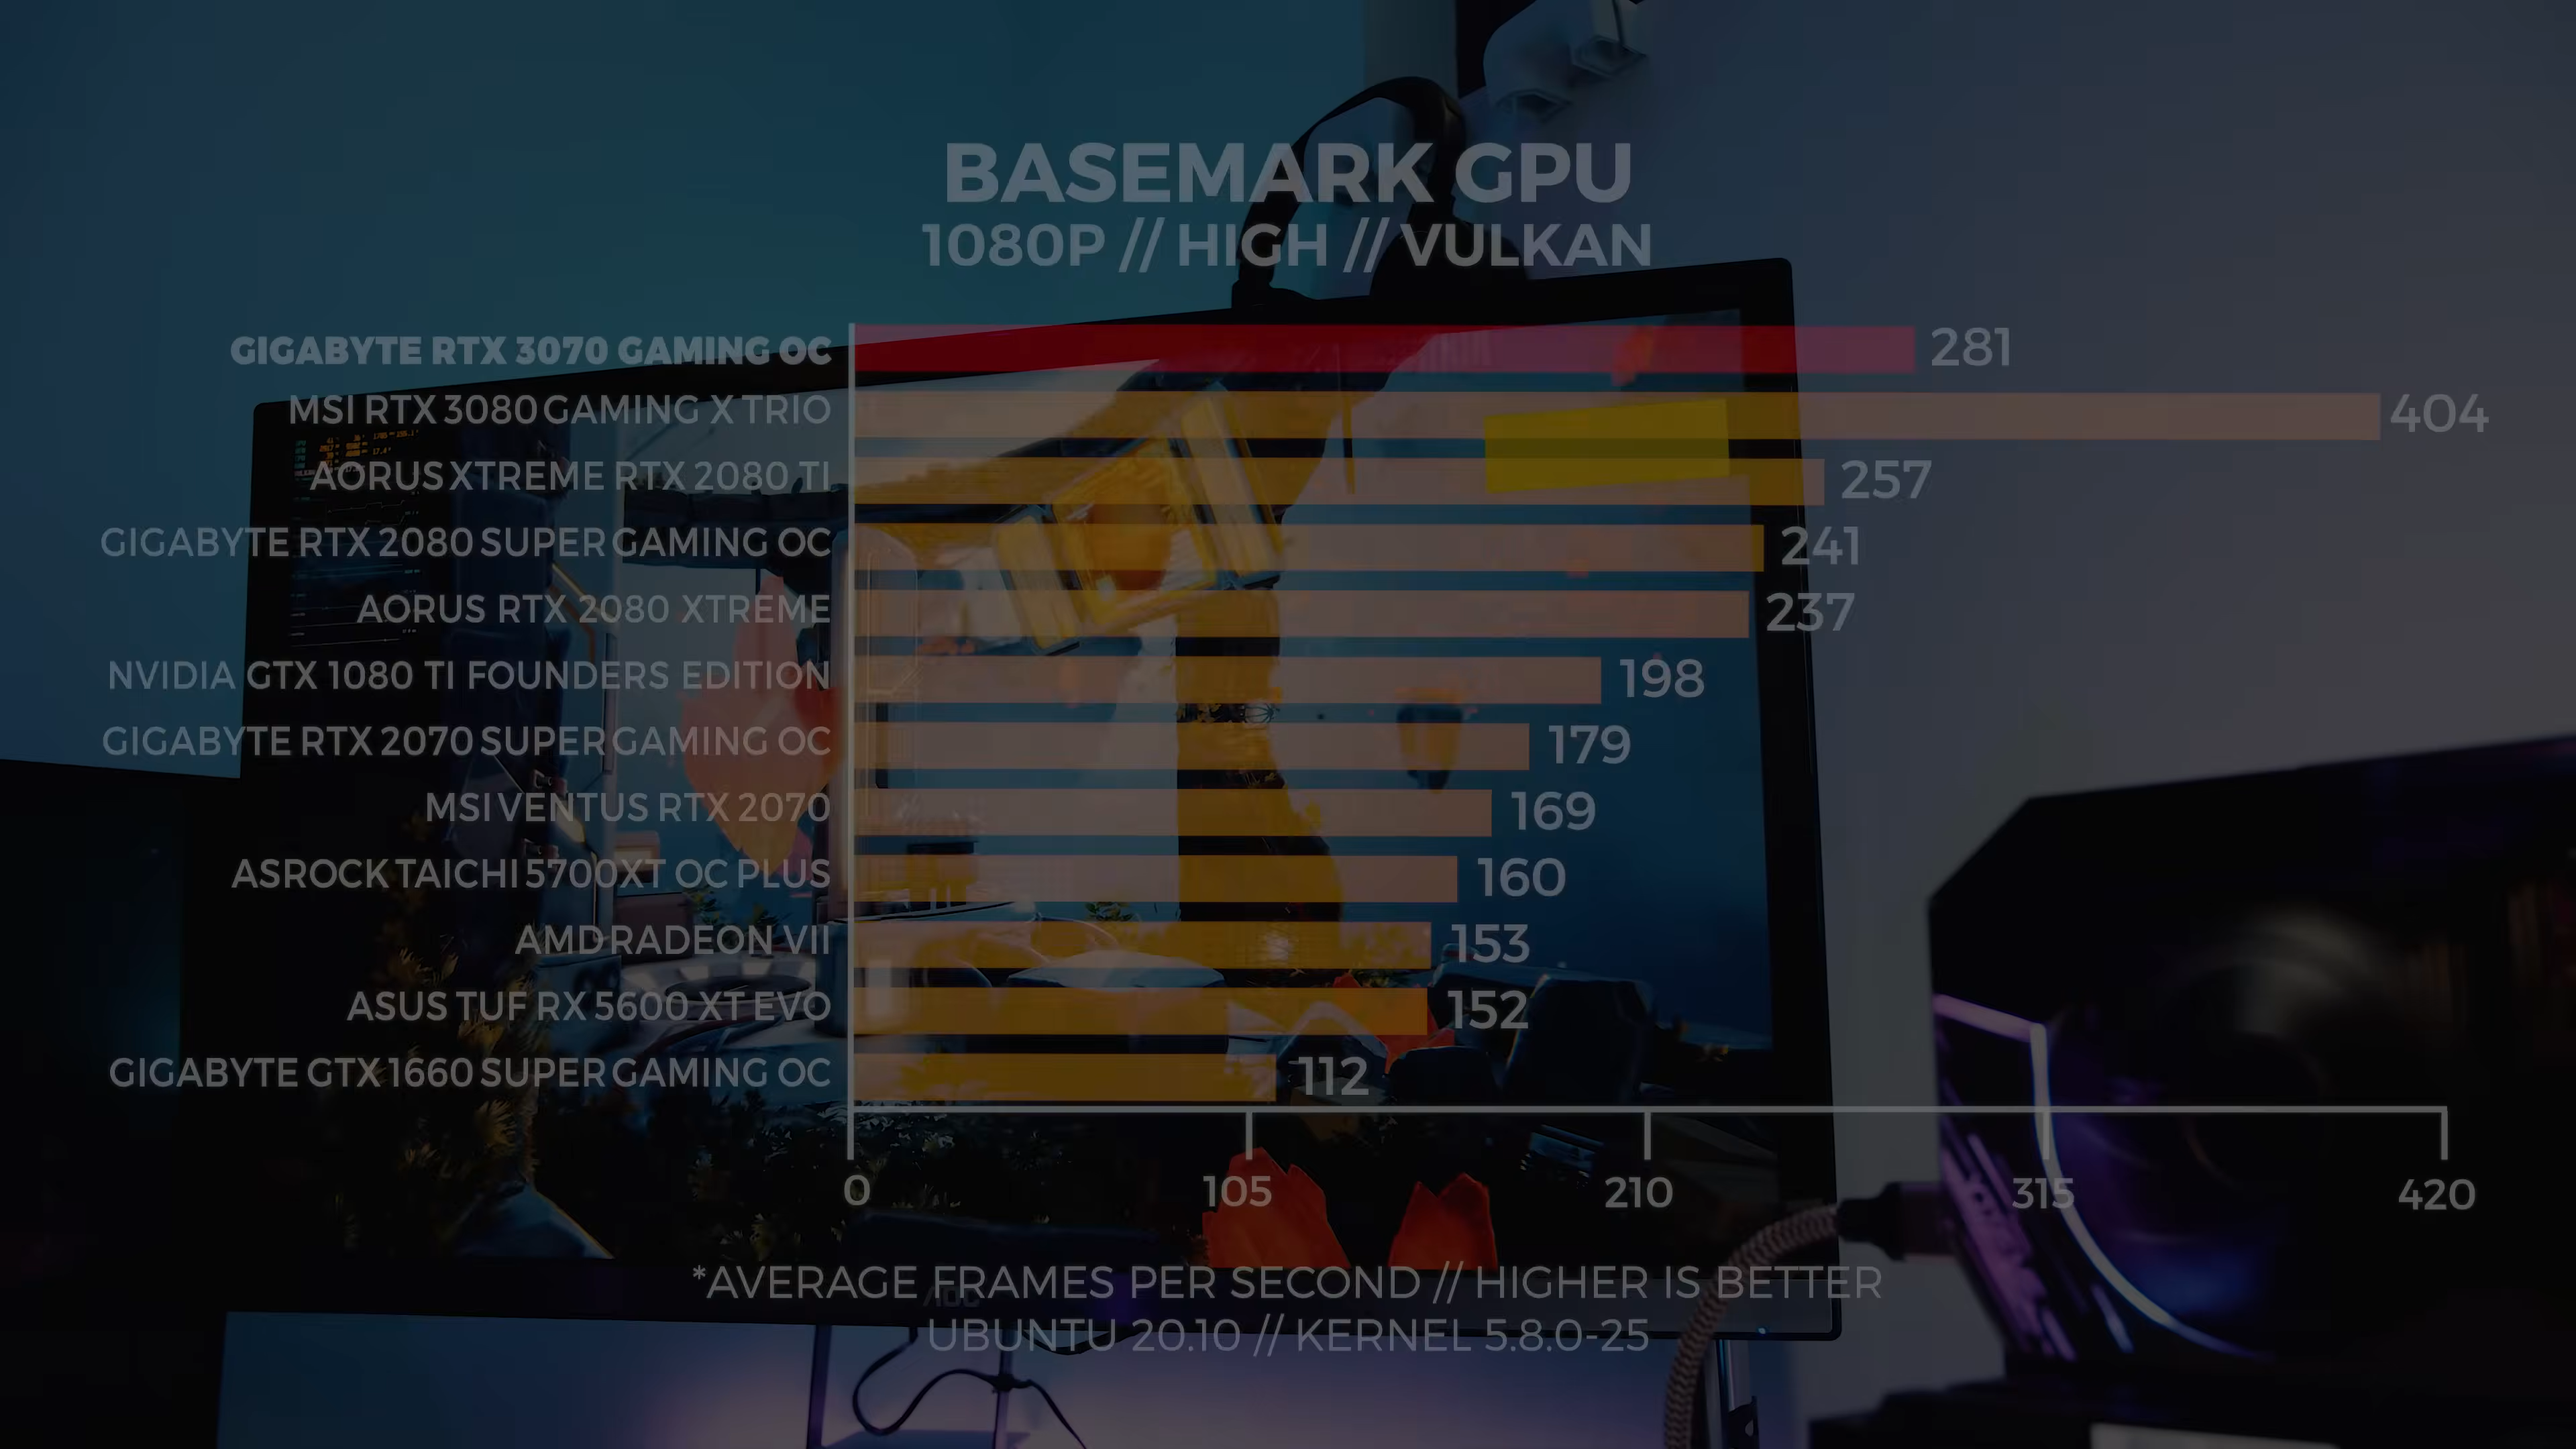 BASEMARK GPU
1080P // HIGH // VULKAN
GIGABYTE RTX 3070 GAMING OC 281
MSI RTX 3080 GAMING X TRIO 404
AORUS XTREME RTX 2080 TI 257
GIGABYTE RTX 2080 SUPER GAMING OC 241
AORUS RTX 2080 XTREME 237
NVIDIA GTX 1080 TI FOUNDERS EDITION 198
GIGABYTE RTX 2070 SUPER GAMING OC 179
MSI VENTUS RTX 2070 169
ASROCK TAICHI 5700XT OC PLUS 160
AMD RADEON VII 153
ASUS TUF RX 5600 XT EVO 152
GIGABYTE GTX 1660 SUPER GAMING OC 112
0 105 210 315 420
*AVERAGE FRAMES PER SECOND // HIGHER IS BETTER
AOC
UBUNTU 20.10 // KERNEL 5.8.0-25